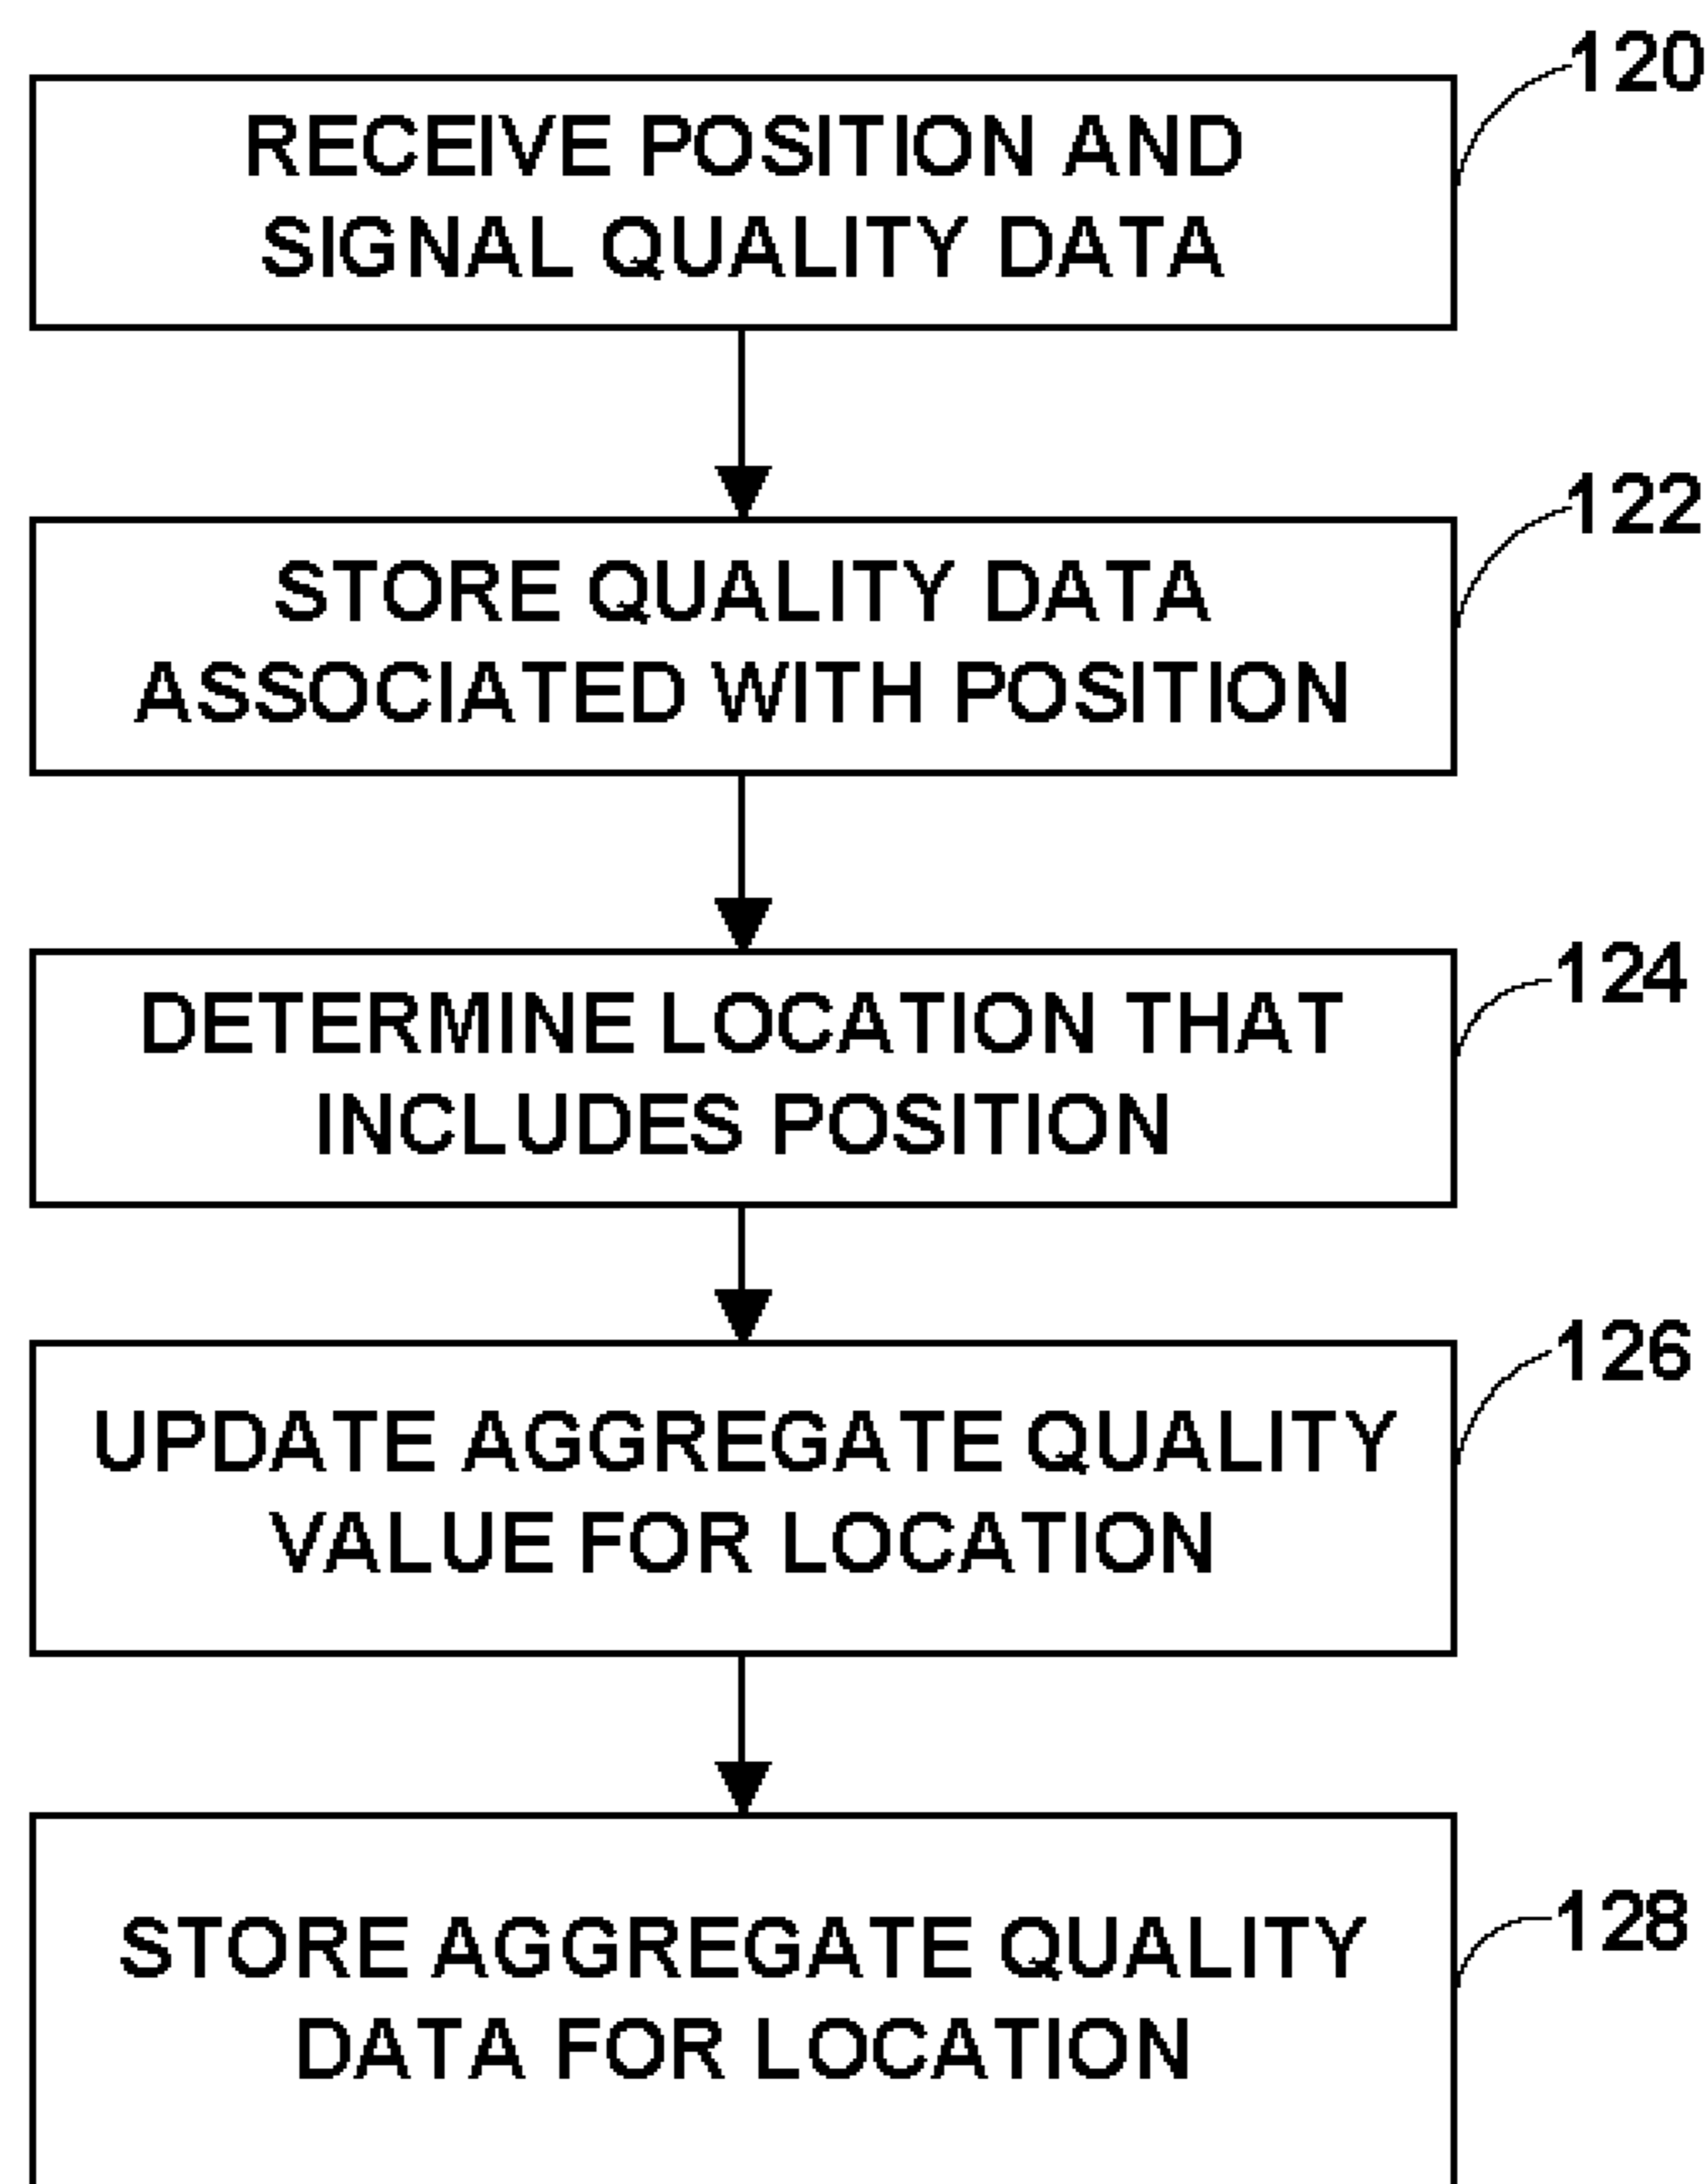 120
RECEIVE POSITION AND
SIGNAL QUALITY DATA
122
STORE QUALITY DATA
ASSOCIATED WITH POSITION
124
DETERMINE LOCATION THAT
INCLUDES POSITION
126
UPDATE AGGREGATE QUALITY
VALUE FOR LOCATION
128
STORE AGGREGATE QUALITY
DATA FOR LOCATION